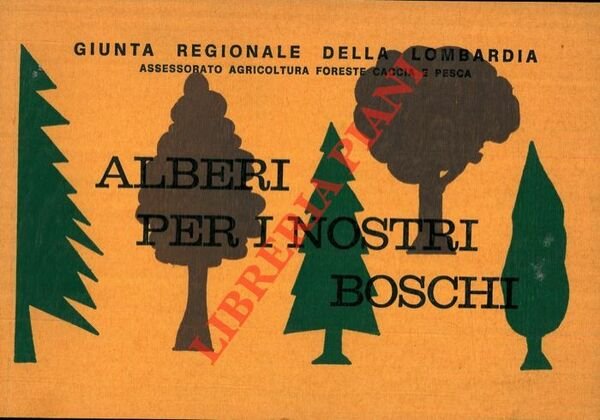 GIUNTA REGIONALE DELLA LOMBARDIA
ASSESSORATO AGRICOLTURA FORESTE CACCIA E PESCA
ALBERI
PER I NOSTRI
BOSCHI
LIBRERIA PIANI